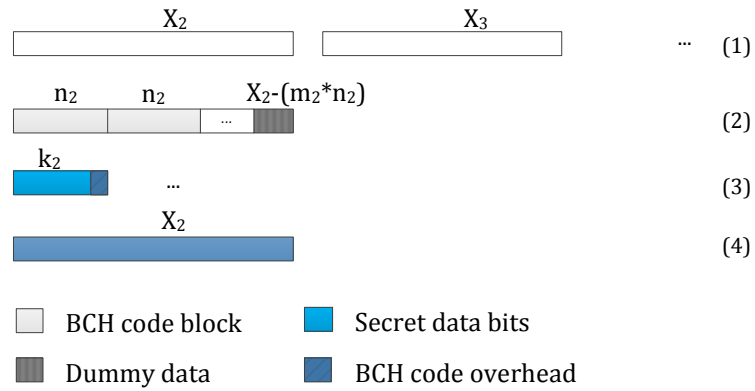 X₂ X₃
... (1)
n₂ n₂ X₂-(m₂*n₂)
... (2)
k₂
... (3)
X₂
(4)
BCH code block Secret data bits
Dummy data BCH code overhead